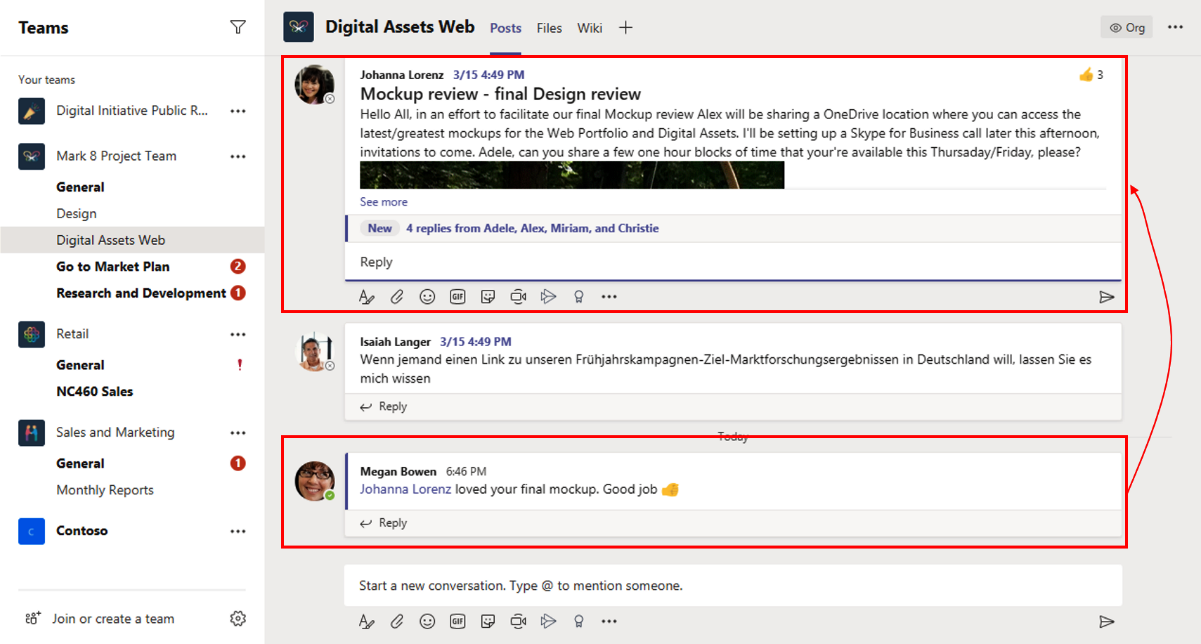 Teams
Your teams
Digital Initiative Public R...
Mark 8 Project Team
General
Design
Digital Assets Web
Go to Market Plan 2
Research and Development 1
Retail
General !
NC460 Sales
Sales and Marketing
General 1
Monthly Reports
C Contoso
Join or create a team
Digital Assets Web Posts Files Wiki
Org
Johanna Lorenz 3/15 4:49 PM 3
Mockup review - final Design review
Hello All, in an effort to facilitate our final Mockup review Alex will be sharing a OneDrive location where you can access the
latest/greatest mockups for the Web Portfolio and Digital Assets. I'll be setting up a Skype for Business call later this afternoon,
invitations to come. Adele, can you share a few one hour blocks of time that your're available this Thursaday/Friday, please?
See more
New 4 replies from Adele, Alex, Miriam, and Christie
Reply
GIF
Isaiah Langer 3/15 4:49 PM
Wenn jemand einen Link zu unseren Frühjahrskampagnen-Ziel-Marktforschungsergebnissen in Deutschland will, lassen Sie es
mich wissen
Reply
Today
Megan Bowen 6:46 PM
Johanna Lorenz loved your final mockup. Good job
Reply
Start a new conversation. Type @ to mention someone.
GIF